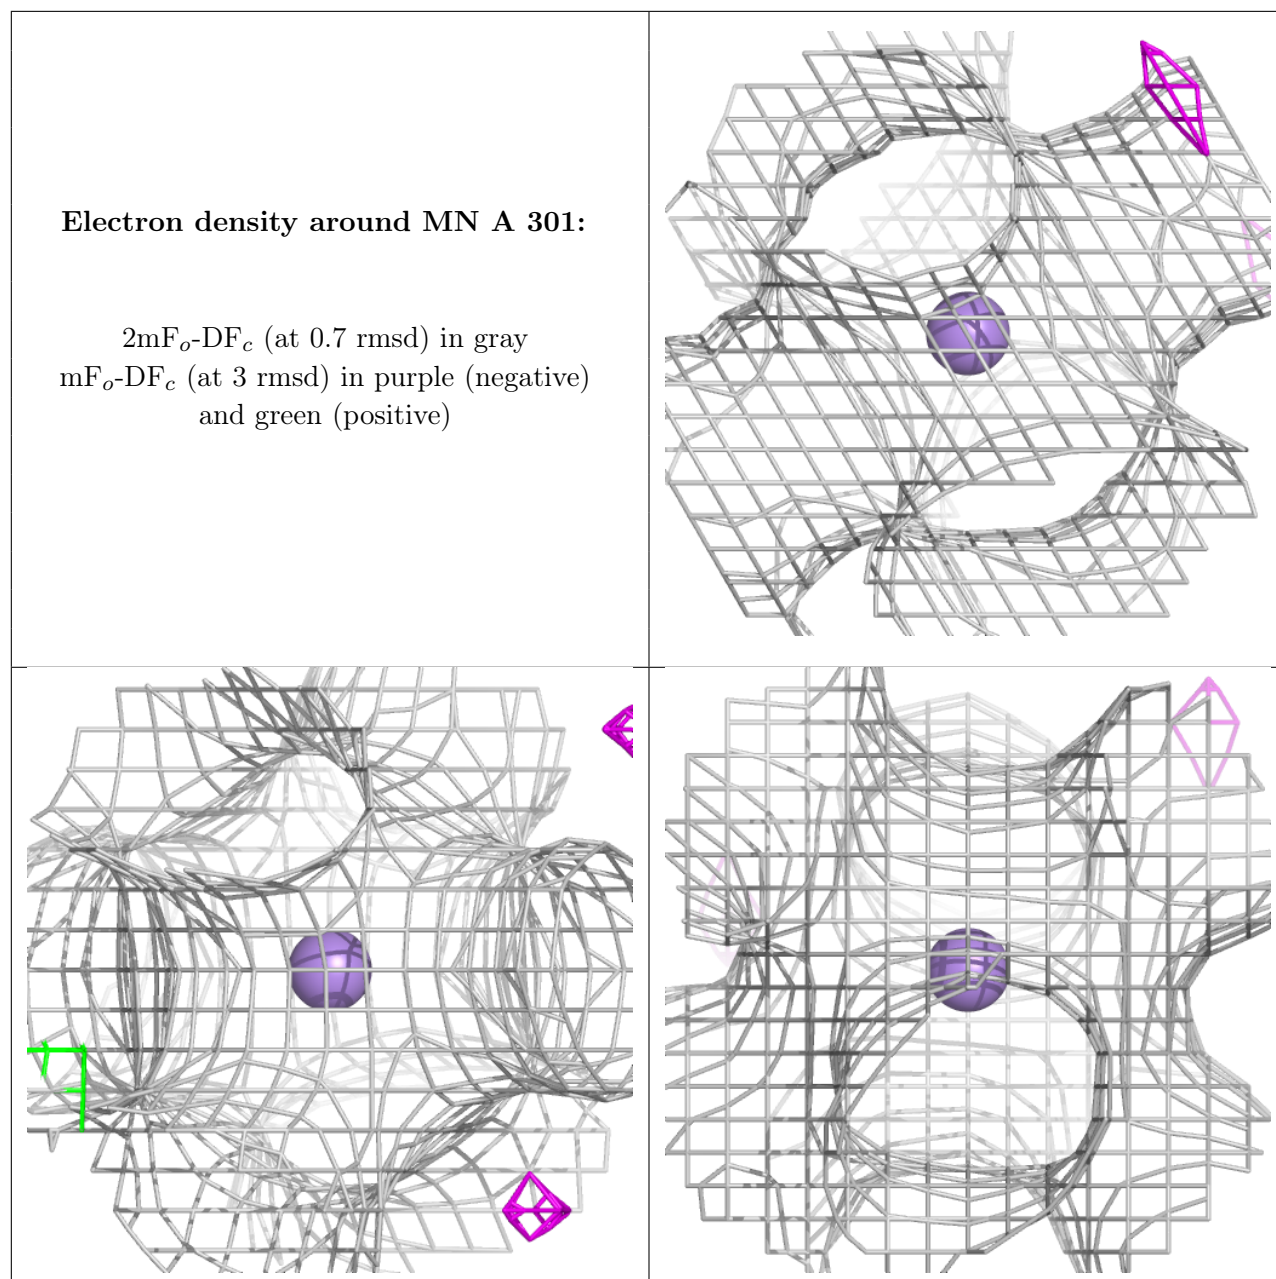 Electron density around MN A 301:
2mFo-DFc (at 0.7 rmsd) in gray
mFo-DFc (at 3 rmsd) in purple (negative)
and green (positive)